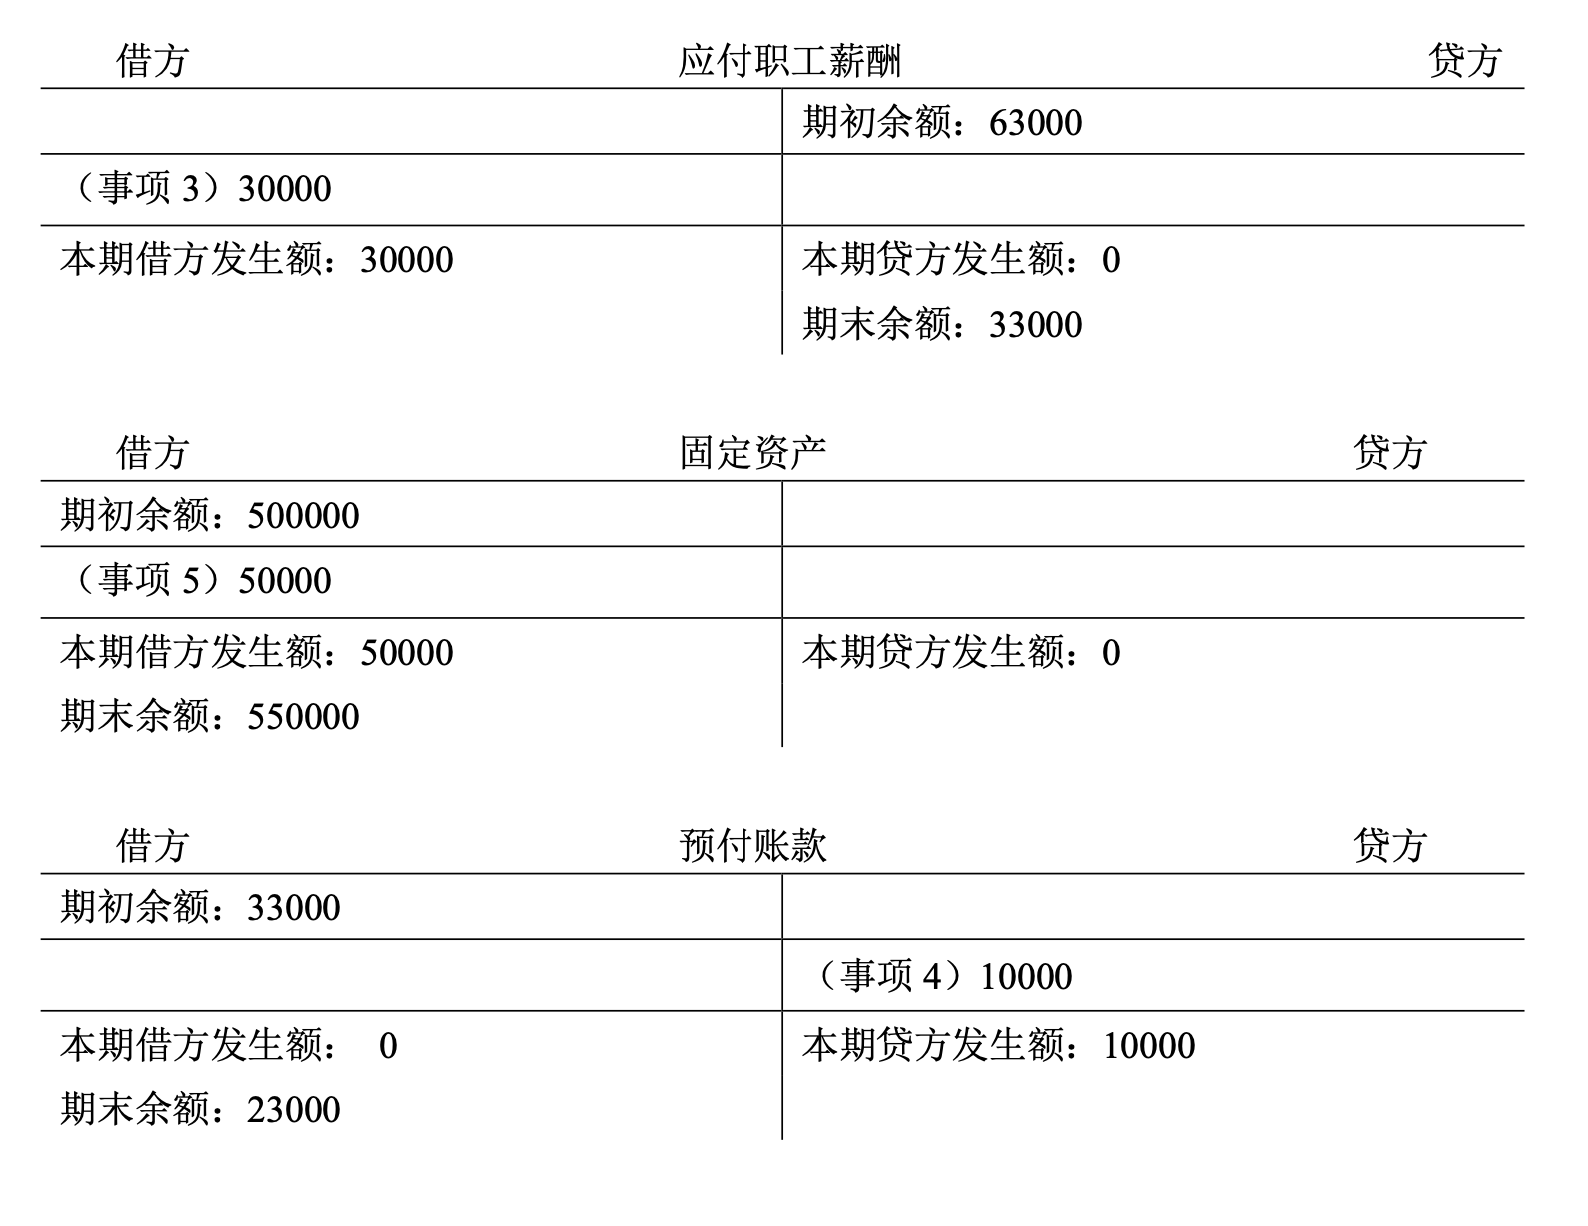 借方 应付职工薪酬 贷方
期初余额：63000
（事项 3）30000
本期借方发生额：30000 本期贷方发生额：0
期末余额：33000
借方 固定资产 贷方
期初余额：500000
（事项 5）50000
本期借方发生额：50000 本期贷方发生额：0
期末余额：550000
借方 预付账款 贷方
期初余额：33000
（事项 4）10000
本期借方发生额： 0 本期贷方发生额：10000
期末余额：23000